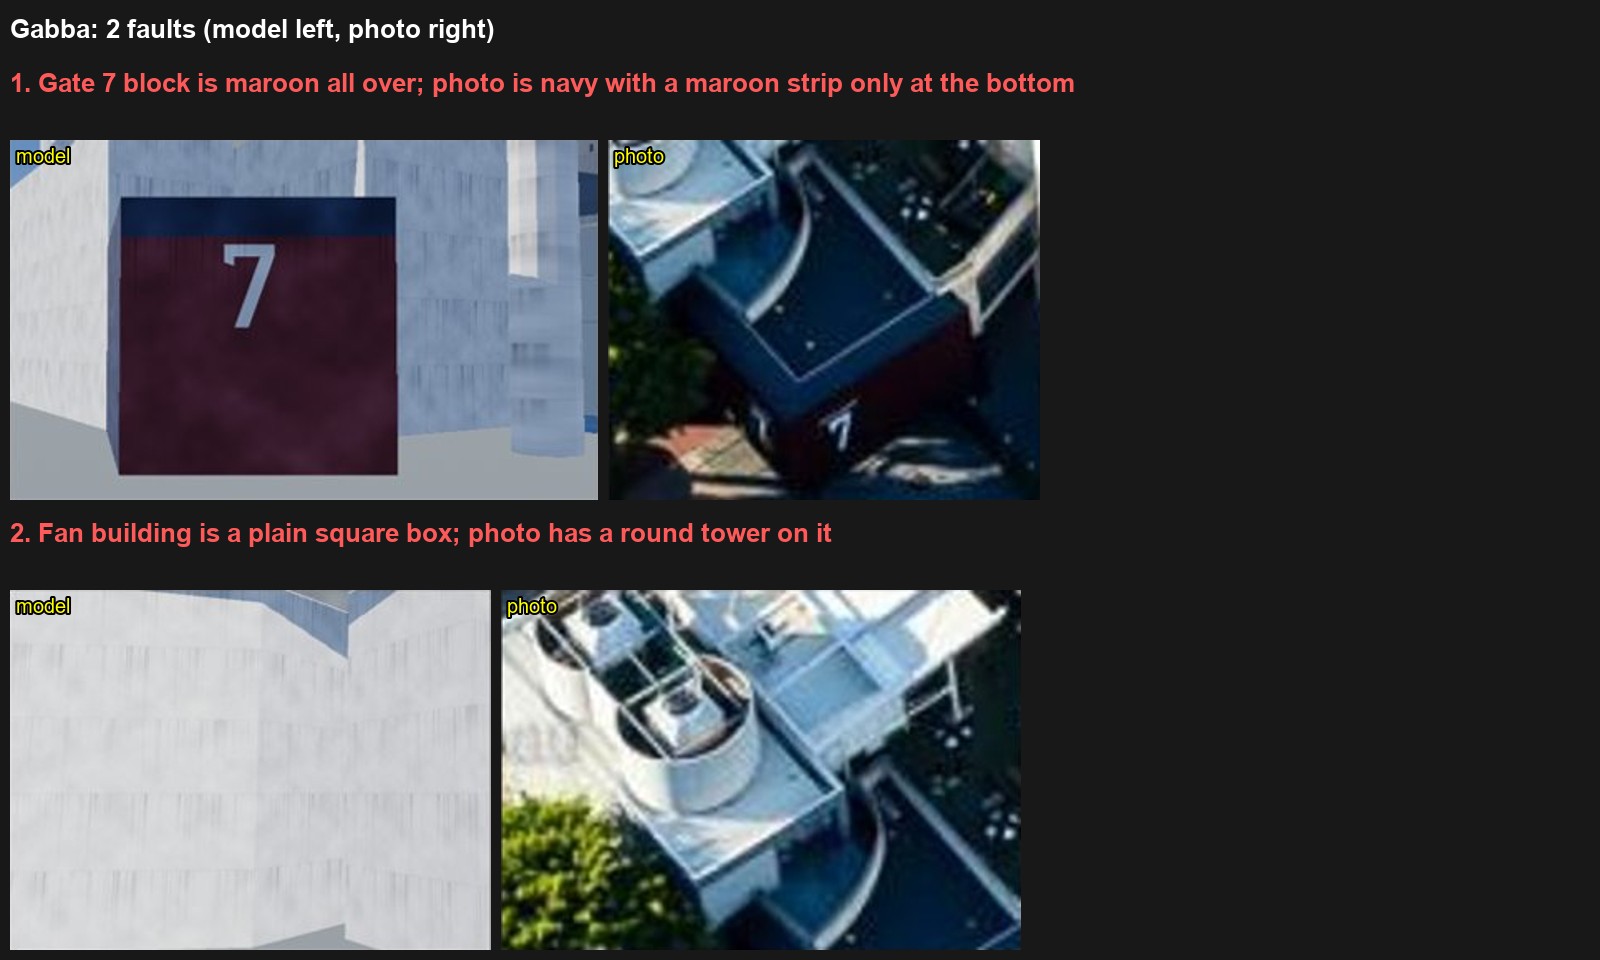 Gabba: 2 faults (model left, photo right)
1. Gate 7 block is maroon all over; photo is navy with a maroon strip only at the bottom
model
photo
7
7
7
2. Fan building is a plain square box; photo has a round tower on it
model
photo